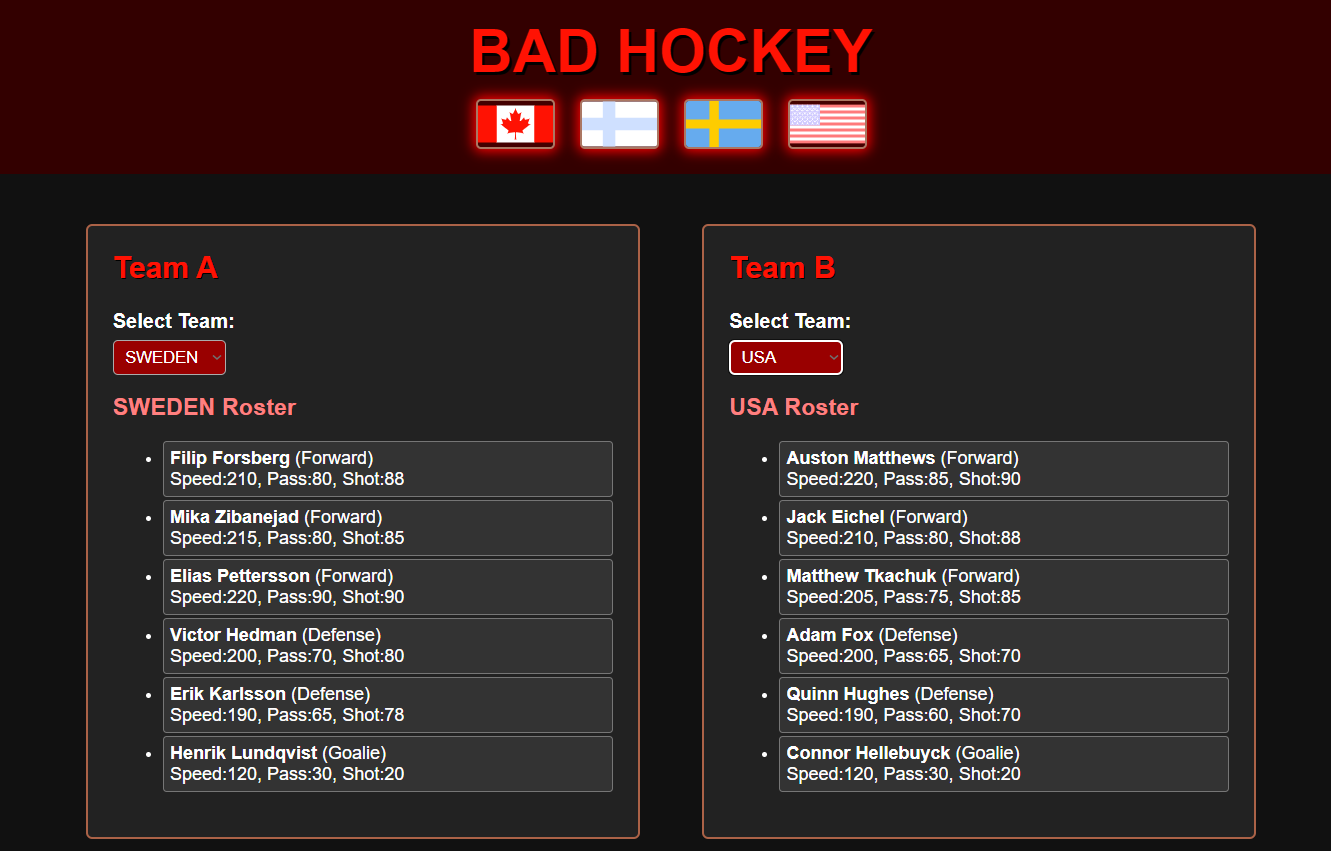 BAD HOCKEY
Team A
Select Team:
SWEDEN
SWEDEN Roster
Filip Forsberg (Forward)
Speed:210, Pass:80, Shot:88
Mika Zibanejad (Forward)
Speed:215, Pass:80, Shot:85
Elias Pettersson (Forward)
Speed:220, Pass:90, Shot:90
Victor Hedman (Defense)
Speed:200, Pass:70, Shot:80
Erik Karlsson (Defense)
Speed:190, Pass:65, Shot:78
Henrik Lundqvist (Goalie)
Speed:120, Pass:30, Shot:20
Team B
Select Team:
USA
USA Roster
Auston Matthews (Forward)
Speed:220, Pass:85, Shot:90
Jack Eichel (Forward)
Speed:210, Pass:80, Shot:88
Matthew Tkachuk (Forward)
Speed:205, Pass:75, Shot:85
Adam Fox (Defense)
Speed:200, Pass:65, Shot:70
Quinn Hughes (Defense)
Speed:190, Pass:60, Shot:70
Connor Hellebuyck (Goalie)
Speed:120, Pass:30, Shot:20